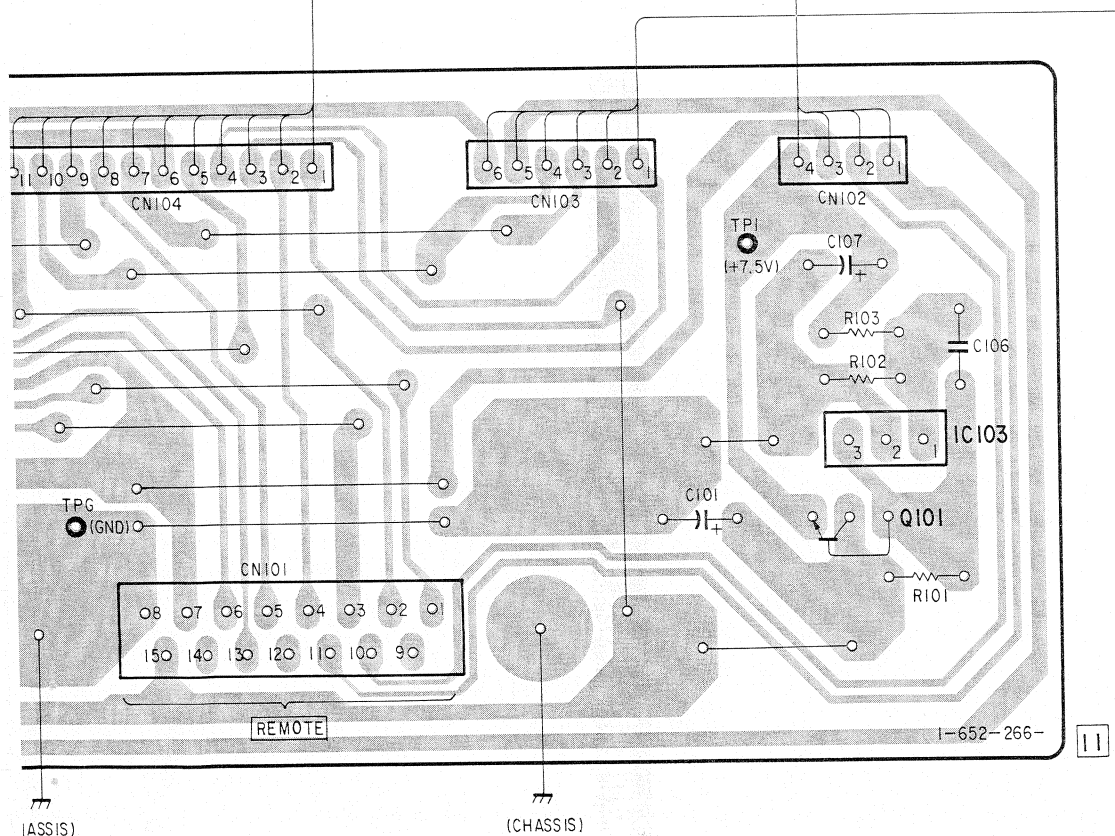 11 10 9 8 7 6 5 4 3 2 1
CN104
6 5 4 3 2 1
CN103
4 3 2 1
CN102
TP1
(+7.5V)
C107
+
R103
R102
C106
3 2 1
IC103
TPG
(GND)
C101
+
Q101
R101
CN101
8 7 6 5 4 3 2 1
15 14 13 12 11 10 9
REMOTE
1-652-266-
11
(ASSIS)
(CHASSIS)